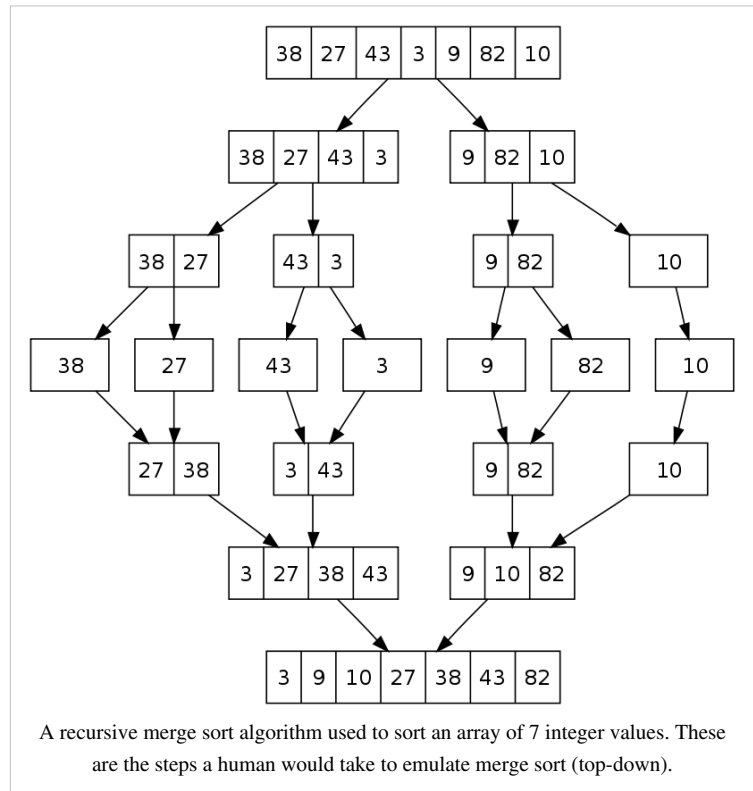 38 27 43 3 9 82 10
38 27 43 3 9 82 10
38 27 43 3 9 82 10
38 27 43 3 9 82 10
27 38 3 43 9 82 10
3 27 38 43 9 10 82
3 9 10 27 38 43 82
A recursive merge sort algorithm used to sort an array of 7 integer values. These
are the steps a human would take to emulate merge sort (top-down).